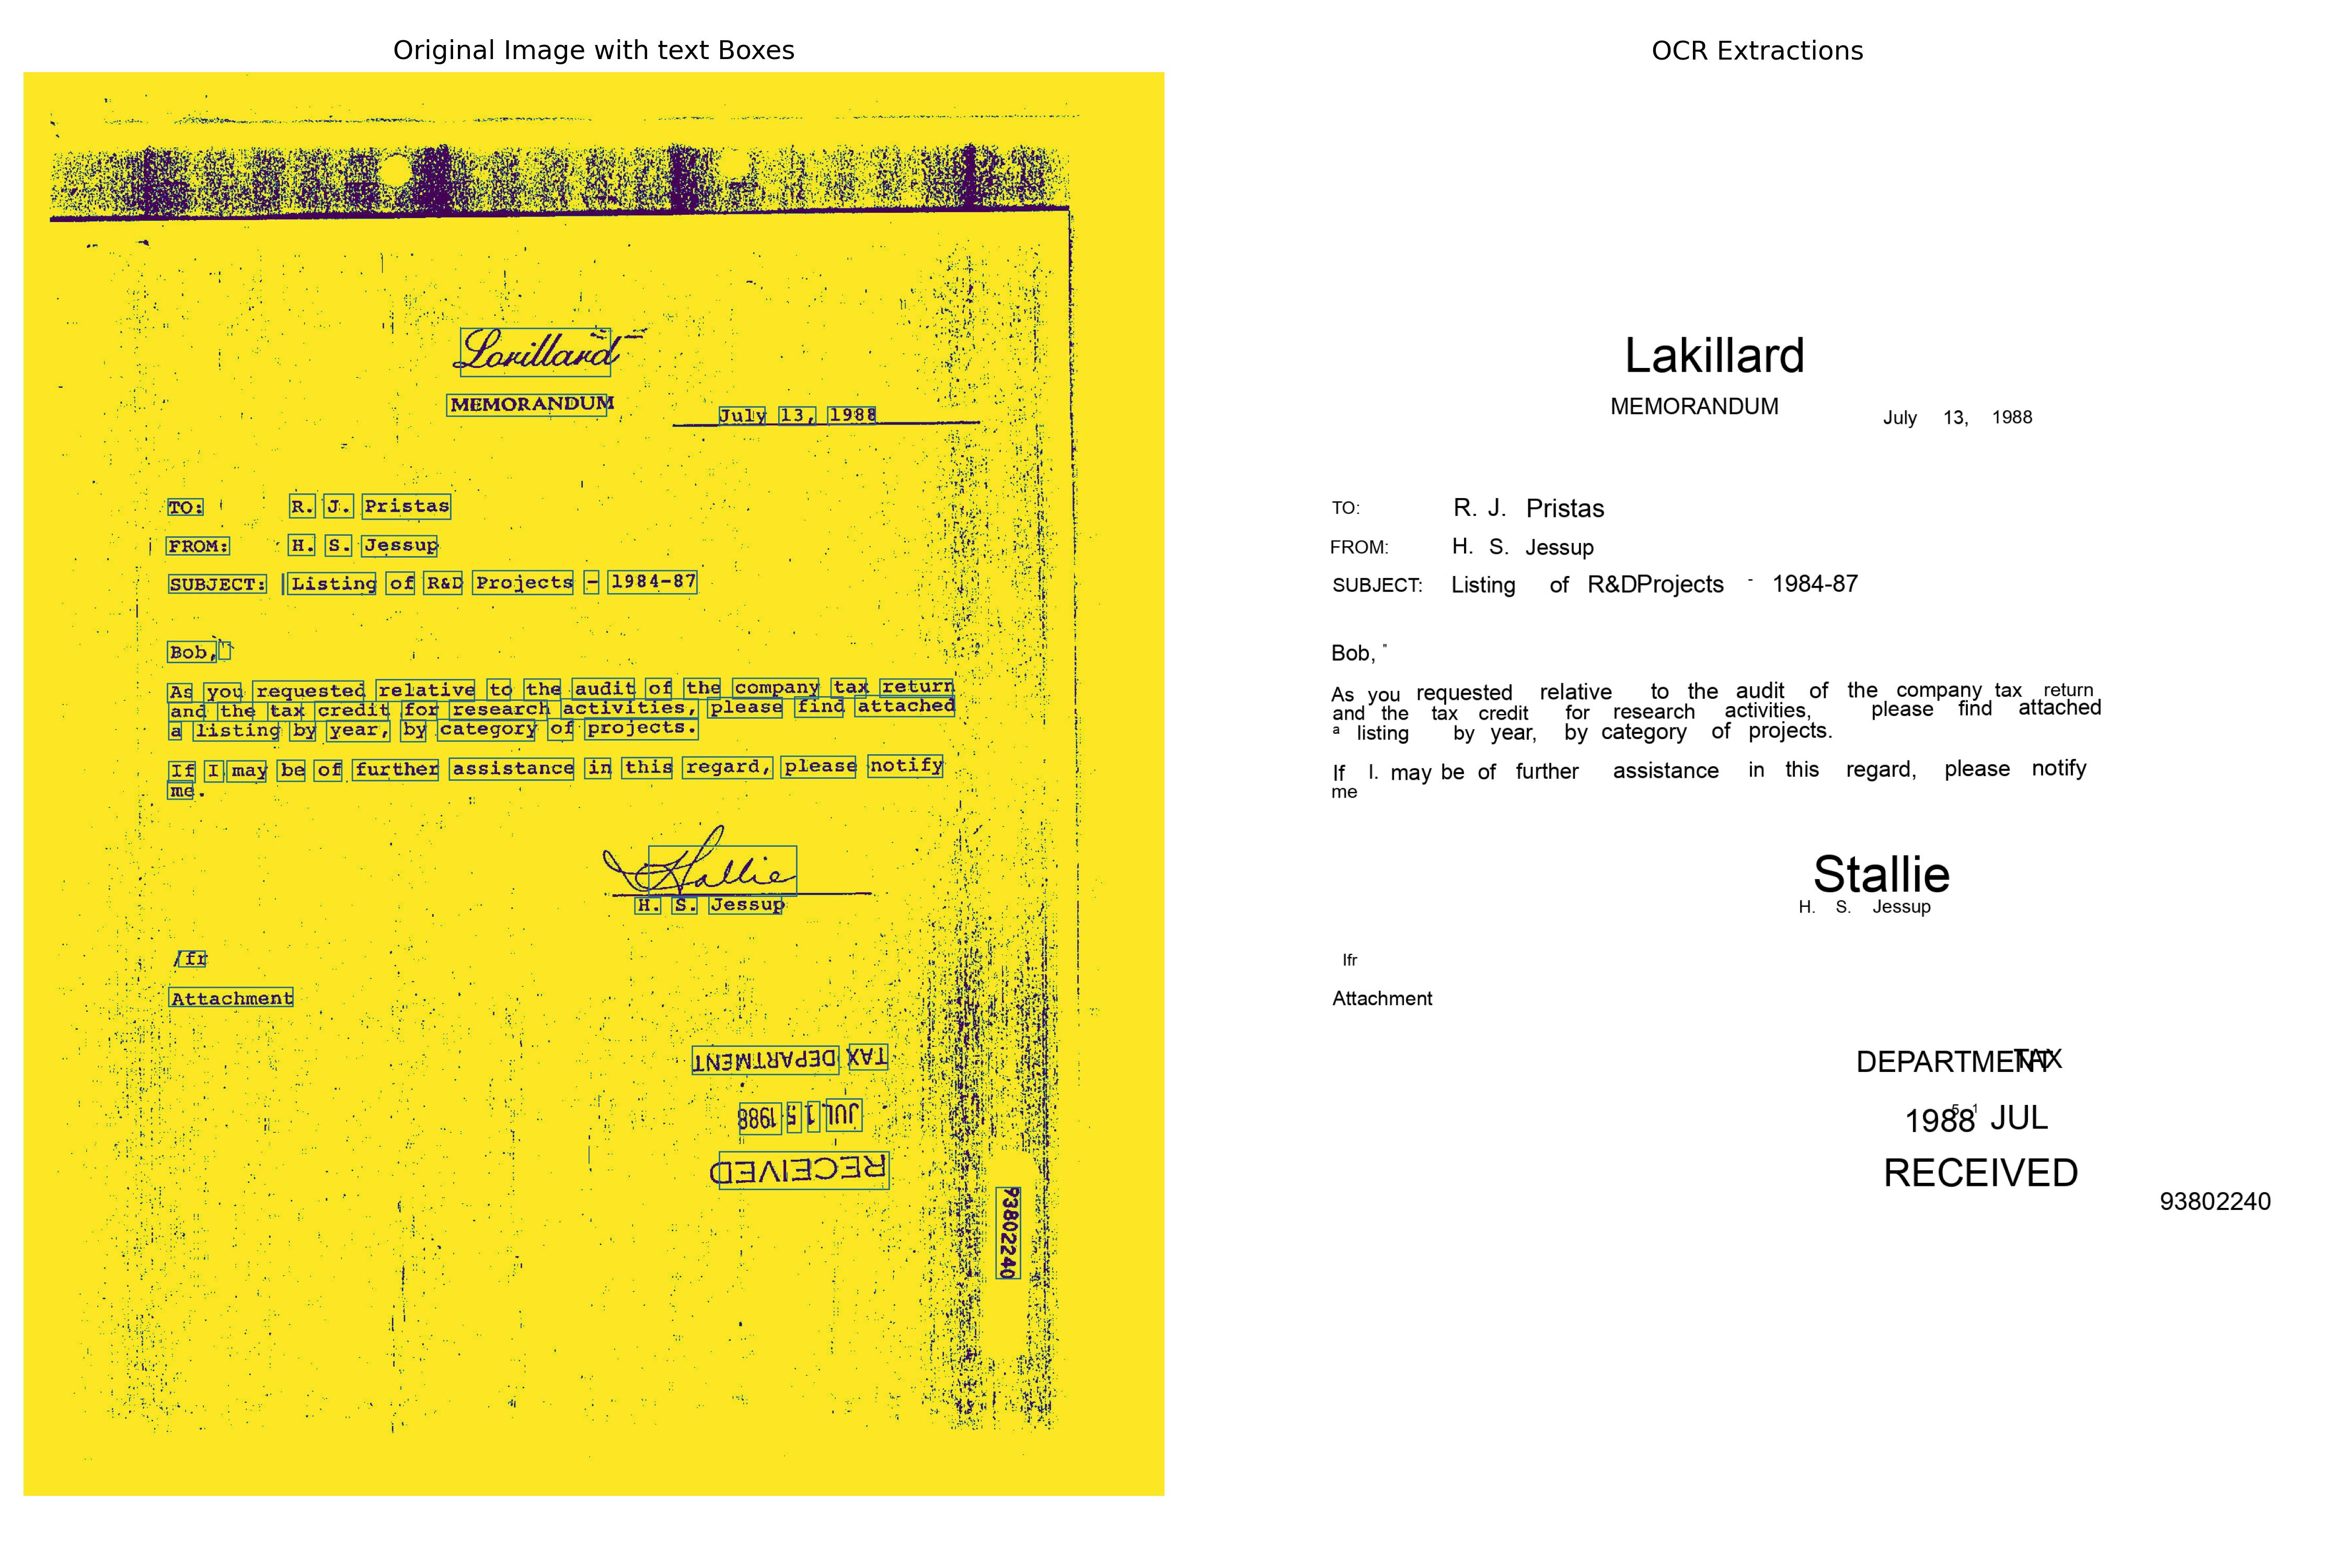 Original Image with text Boxes
Lorillard
MEMORANDUM
July 13, 1988
TO: R. J. Pristas
FROM: H. S. Jessup
SUBJECT: Listing of R&D Projects - 1984-87
Bob,
As you requested relative to the audit of the company tax return
and the tax credit for research activities, please find attached
a listing by year, by category of projects.
If I may be of further assistance in this regard, please notify
me.
Hallie
H. S. Jessup
/fr
Attachment
RECEIVED
JUL 15 1988
TAX DEPARTMENT
93802240
OCR Extractions
Lakillard
MEMORANDUM
July 13, 1988
TO: R. J. Pristas
FROM: H. S. Jessup
SUBJECT: Listing of R&DProjects - 1984-87
Bob, "
As you requested relative to the audit of the company tax return
and the tax credit for research activities, please find attached
a listing by year, by category of projects.
If I. may be of further assistance in this regard, please notify
me
Stallie
H. S. Jessup
Ifr
Attachment
DEPARTMENT TAX
1988 5 1 JUL
RECEIVED
93802240